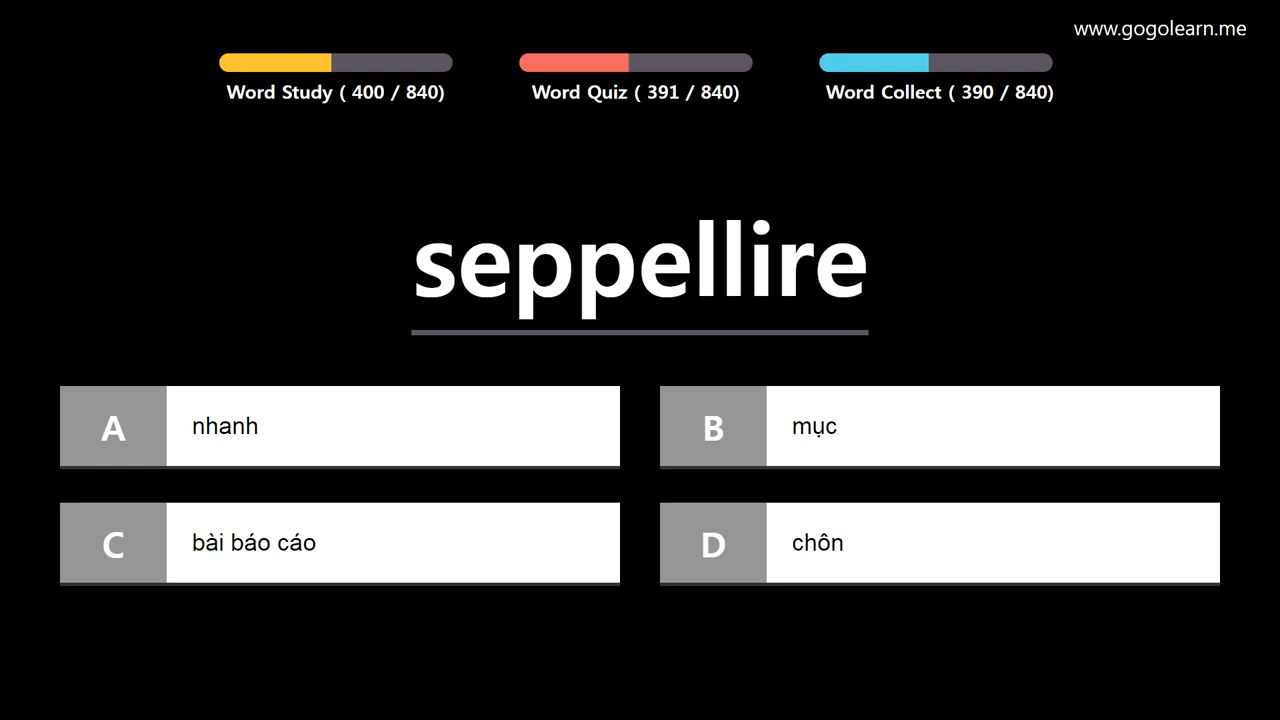 www.gogolearn.me
Word Study ( 400 / 840)
Word Quiz ( 391 / 840)
Word Collect ( 390 / 840)
seppellire
A nhanh
B mục
C bài báo cáo
D chôn